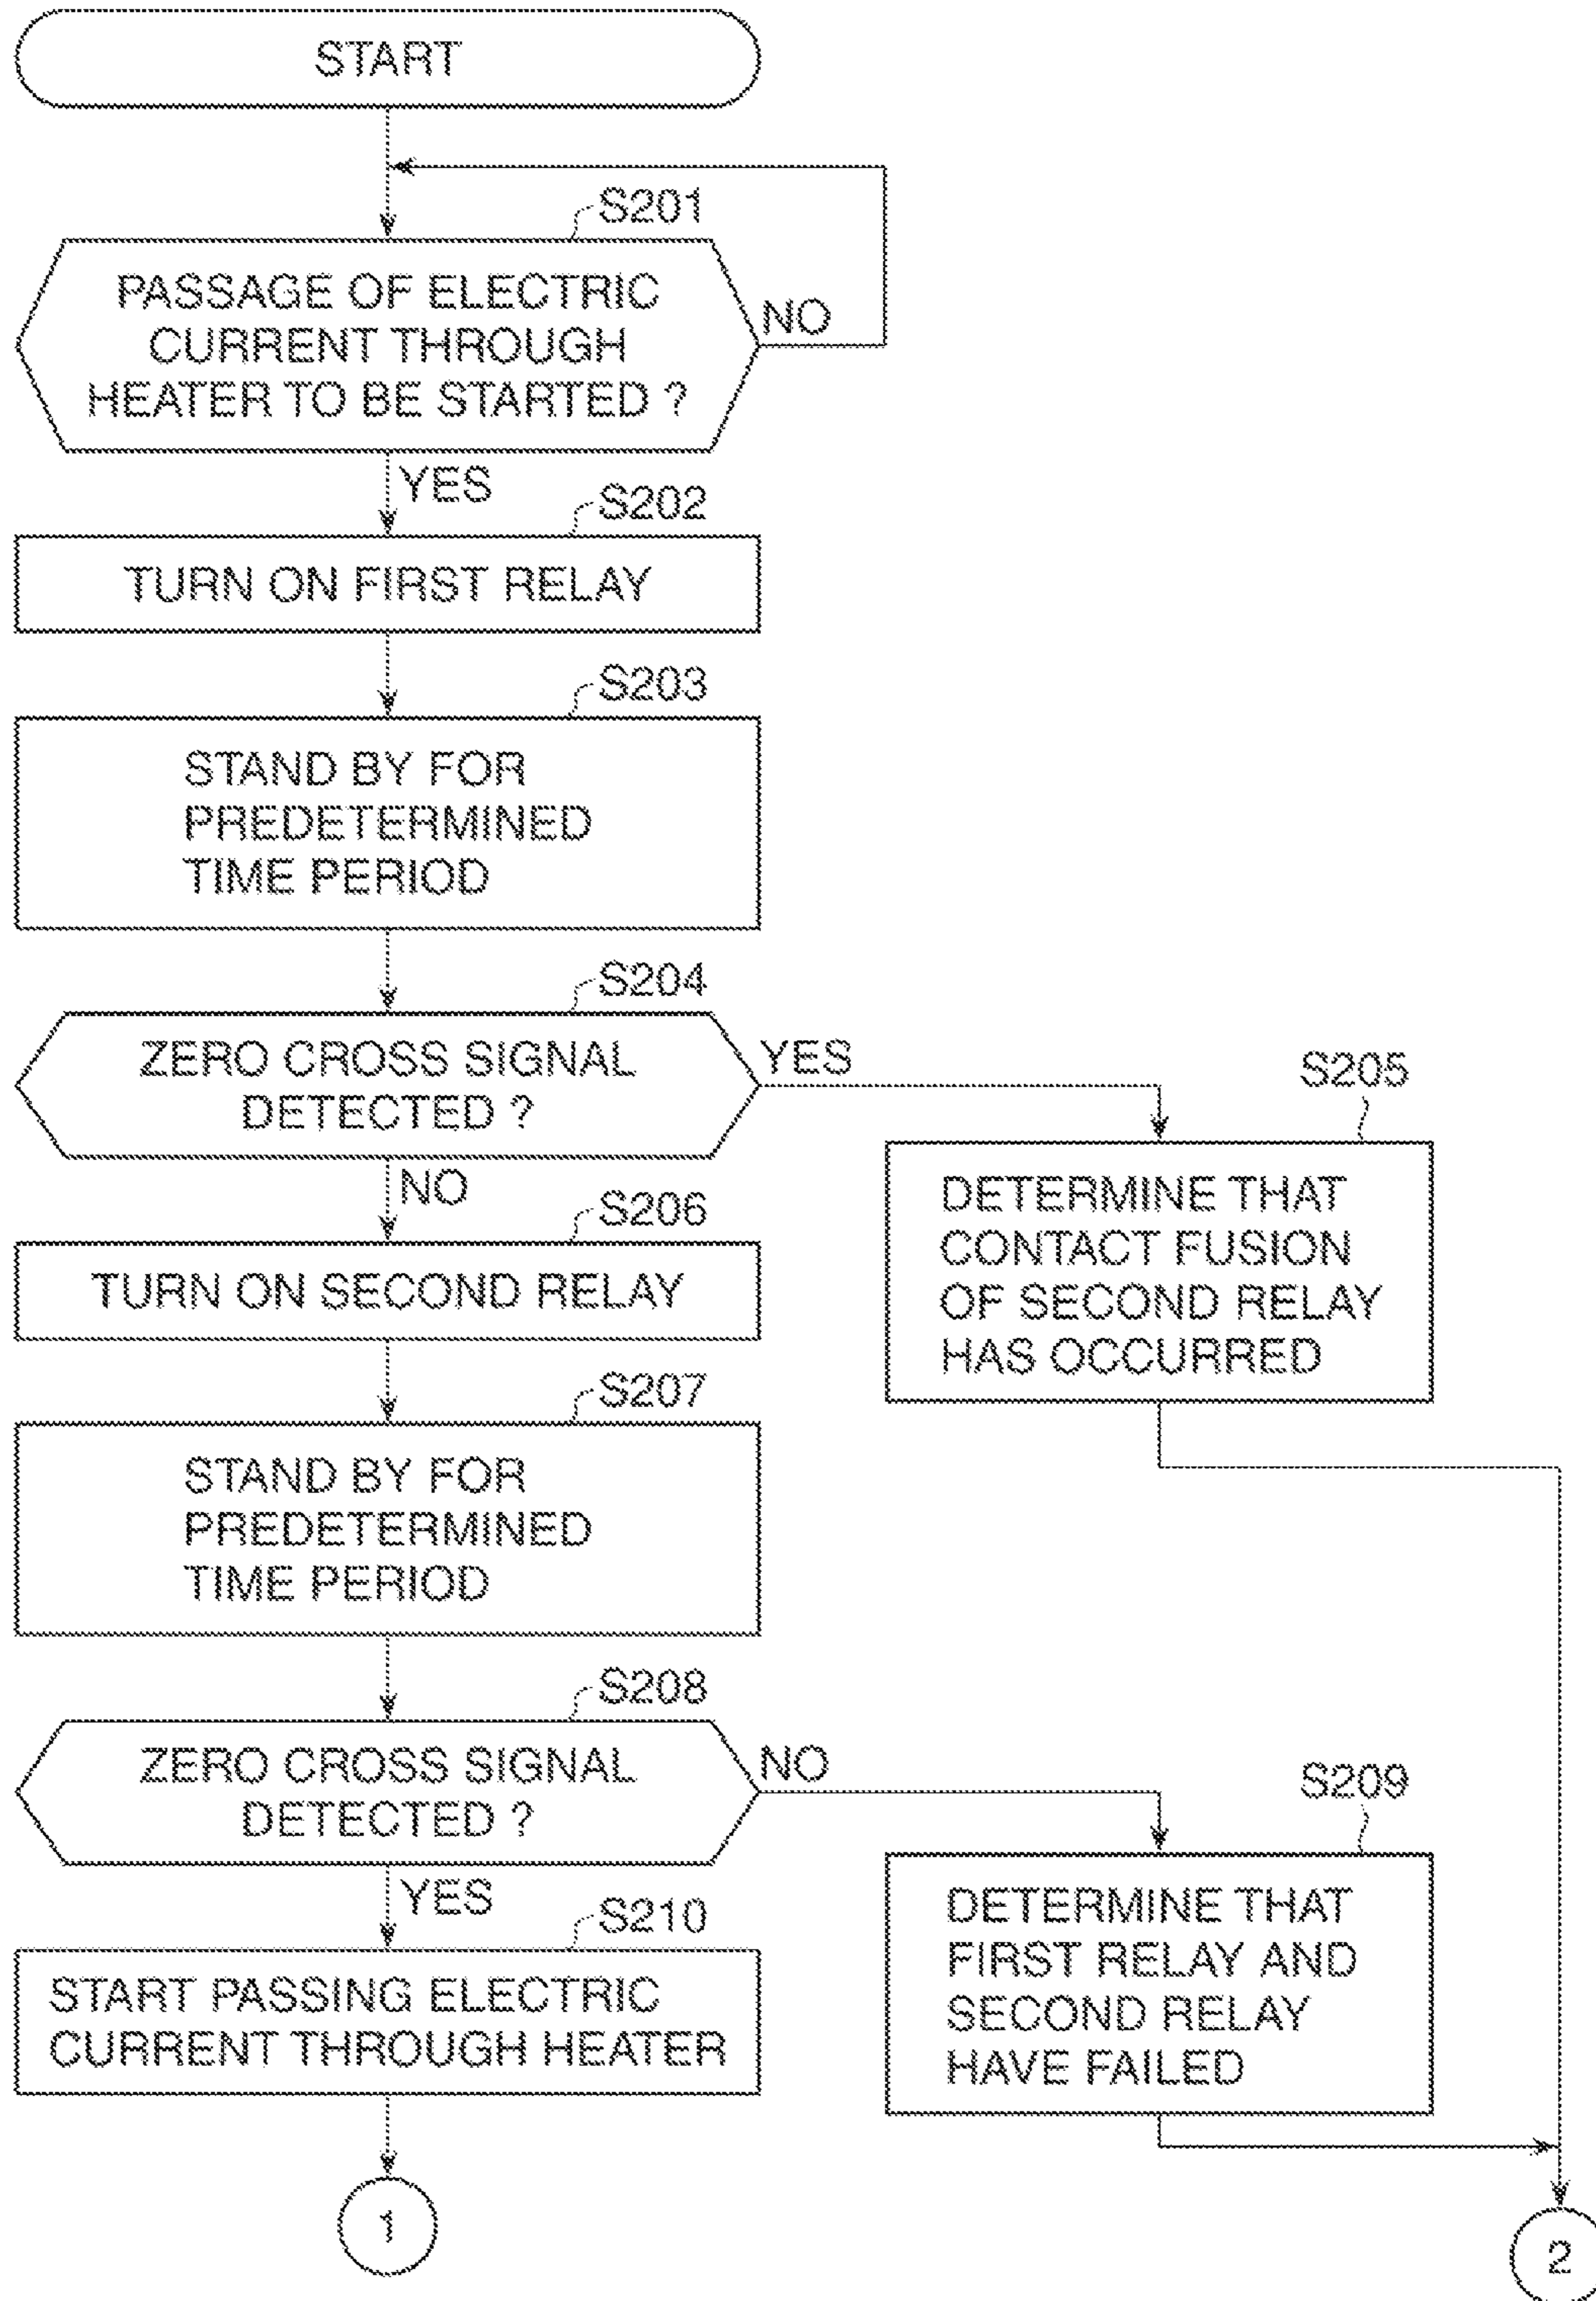 START
S201
PASSAGE OF ELECTRIC
CURRENT THROUGH
HEATER TO BE STARTED ?
NO
YES
S202
TURN ON FIRST RELAY
S203
STAND BY FOR
PREDETERMINED
TIME PERIOD
S204
ZERO CROSS SIGNAL
DETECTED ?
YES
S205
DETERMINE THAT
CONTACT FUSION
OF SECOND RELAY
HAS OCCURRED
NO
S206
TURN ON SECOND RELAY
S207
STAND BY FOR
PREDETERMINED
TIME PERIOD
S208
ZERO CROSS SIGNAL
DETECTED ?
NO
S209
DETERMINE THAT
FIRST RELAY AND
SECOND RELAY
HAVE FAILED
YES
S210
START PASSING ELECTRIC
CURRENT THROUGH HEATER
1
2